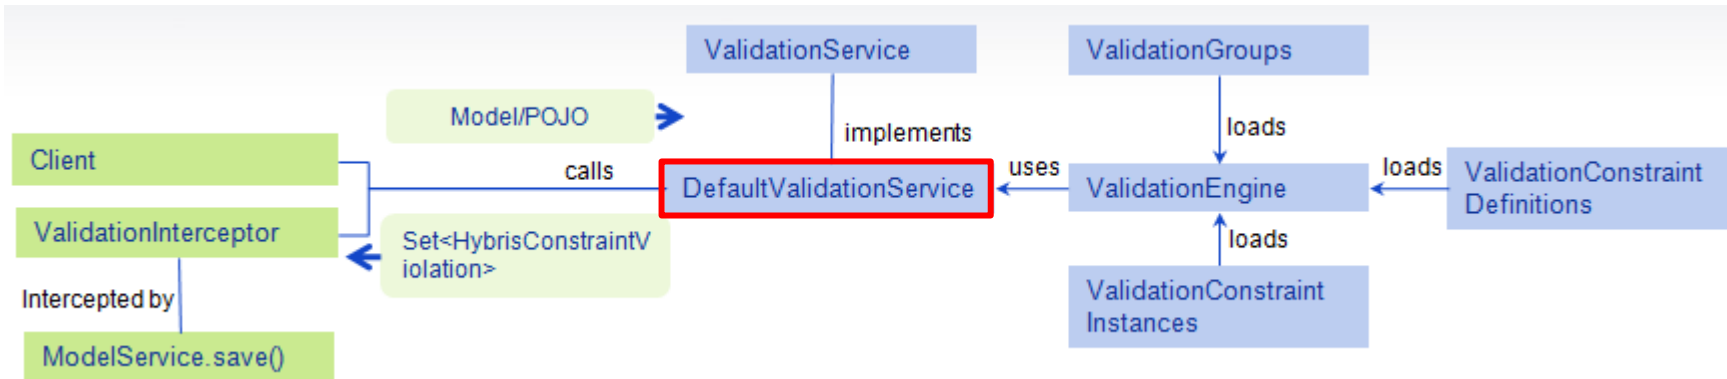 ValidationService
ValidationGroups
Model/POJO
implements
loads
Client
calls
DefaultValidationService
uses
ValidationEngine
loads
ValidationConstraint
Definitions
ValidationInterceptor
Set<HybrisConstraintV
iolation>
loads
Intercepted by
ValidationConstraint
Instances
ModelService.save()